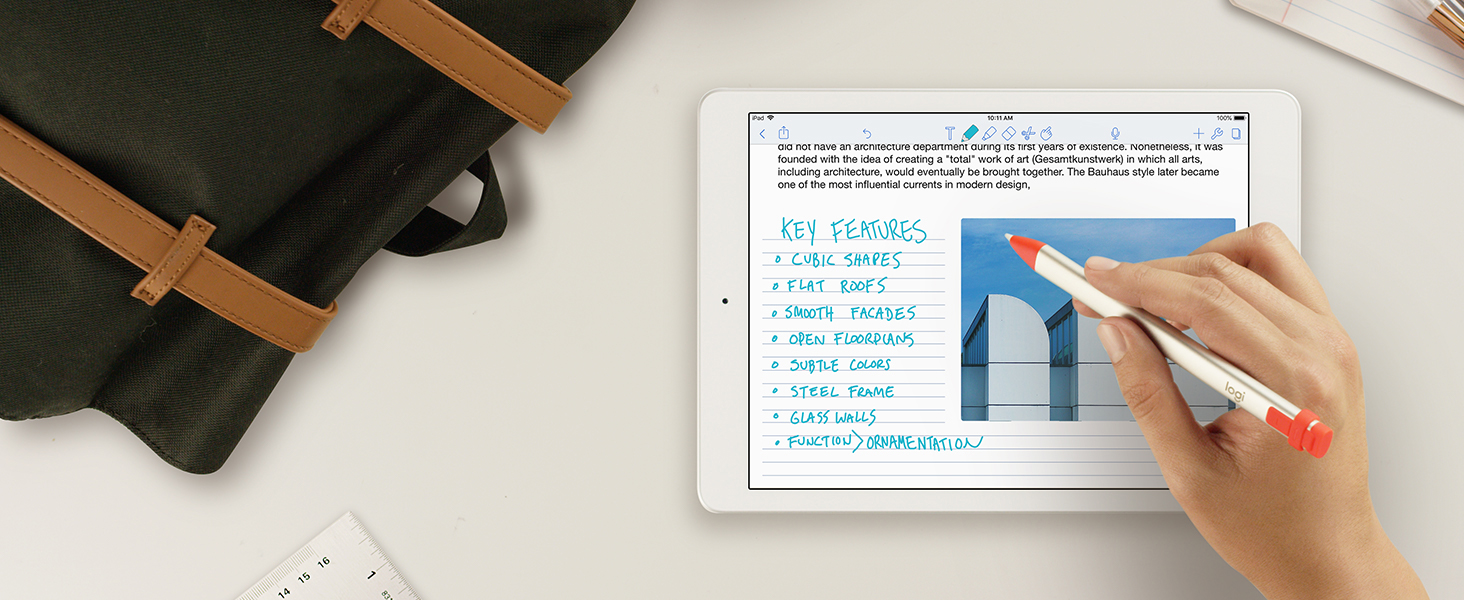 iPad 10:11 AM 100%
T
did not have an architecture department during its first years of existence. Nonetheless, it was
founded with the idea of creating a "total" work of art (Gesamtkunstwerk) in which all arts,
including architecture, would eventually be brought together. The Bauhaus style later became
one of the most influential currents in modern design,
KEY FEATURES
CUBIC SHAPES
FLAT ROOFS
SMOOTH FACADES
OPEN FLOORPLANS
SUBTLE COLORS
STEEL FRAME
GLASS WALLS
FUNCTION > ORNAMENTATION
logi
14 15 16
1